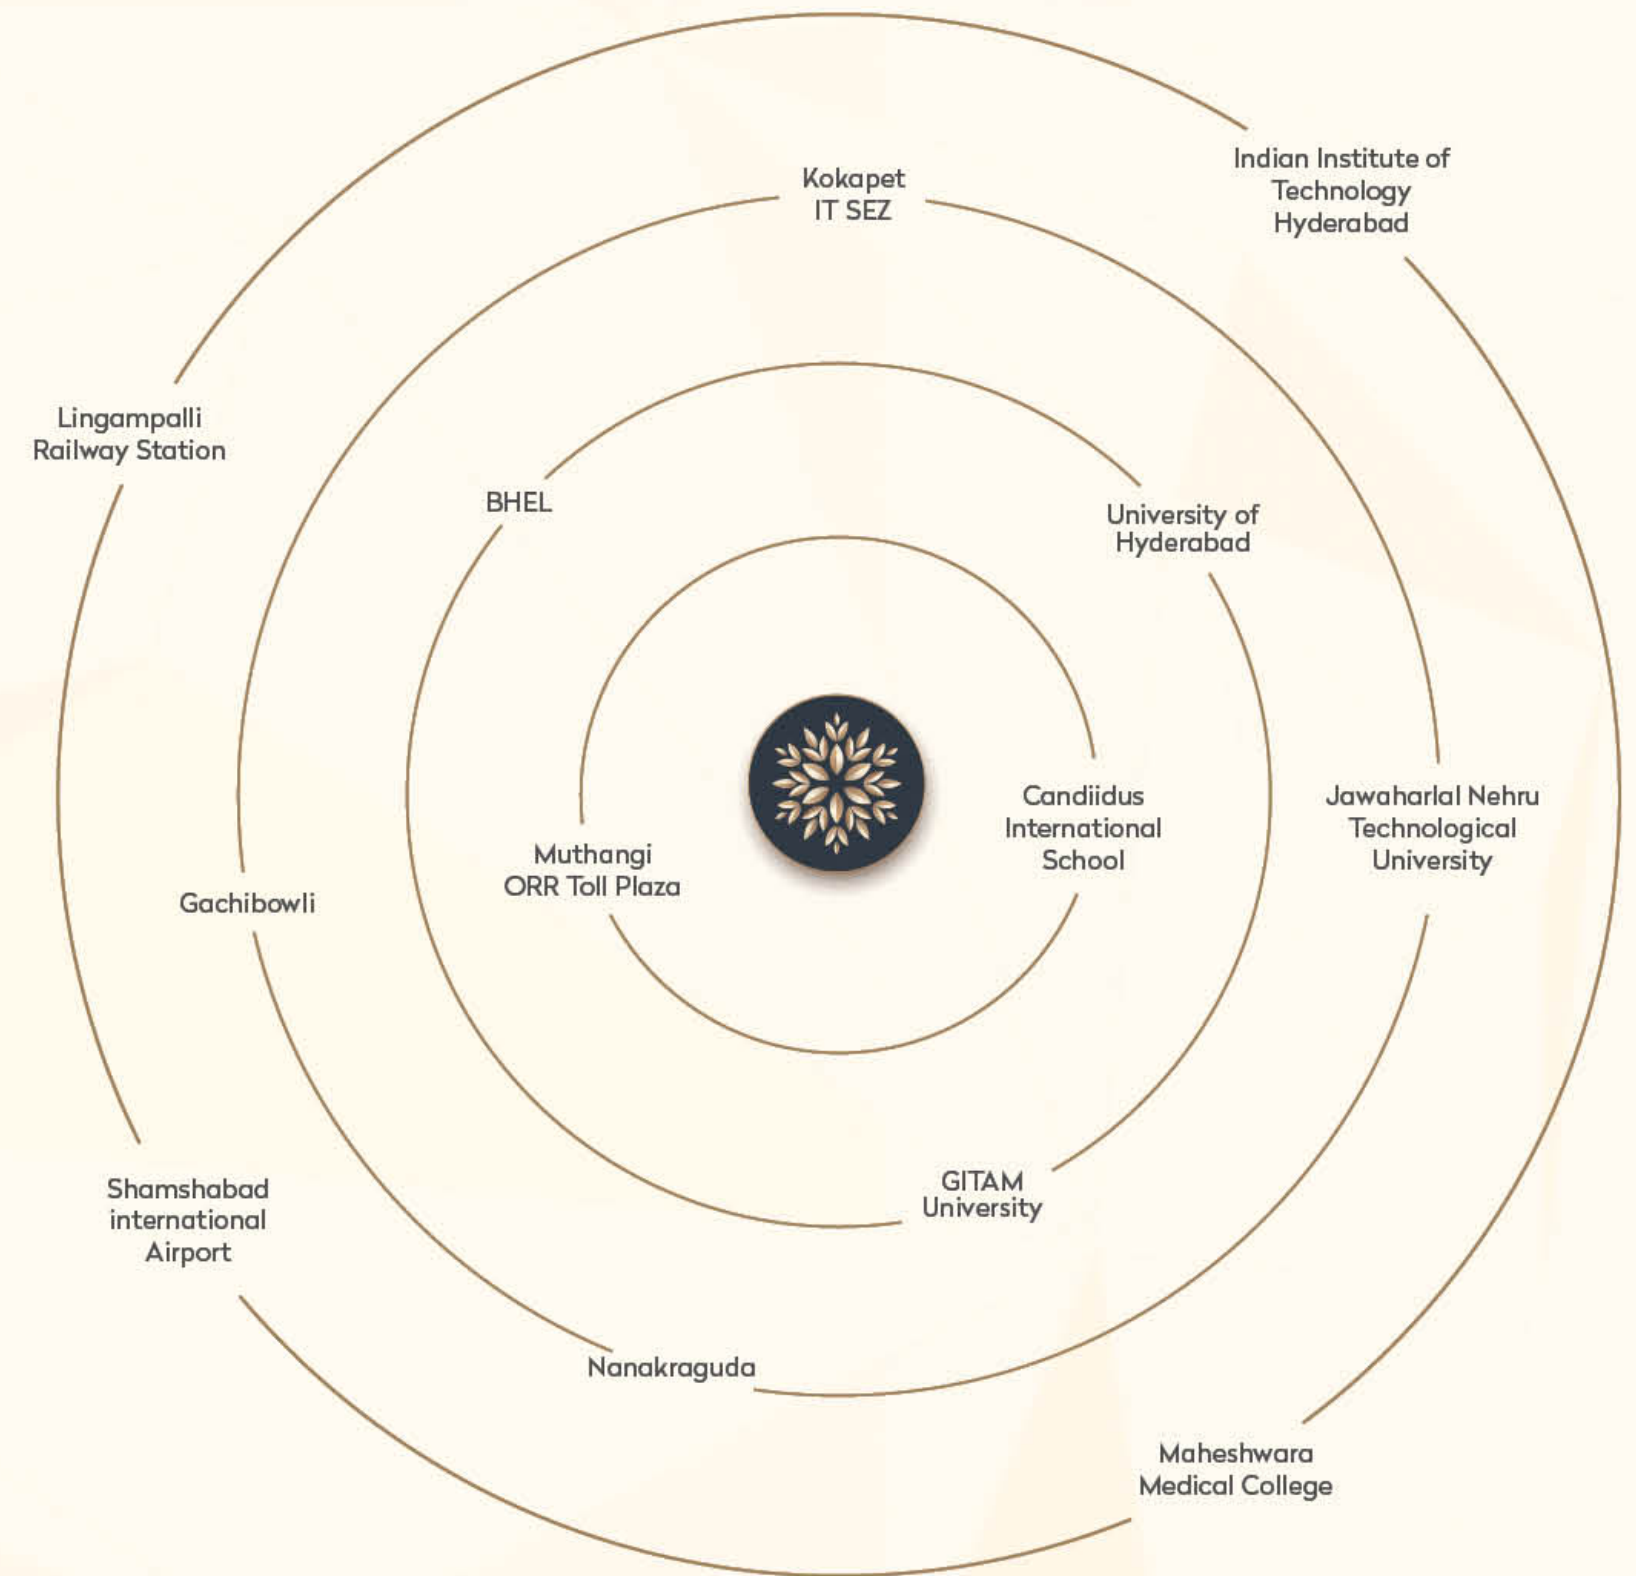 Indian Institute of
Technology
Hyderabad
Kokapet
IT SEZ
Lingampalli
Railway Station
BHEL
University of
Hyderabad
Candiidus
International
School
Jawaharlal Nehru
Technological
University
Muthangi
ORR Toll Plaza
Gachibowli
GITAM
University
Shamshabad
international
Airport
Nanakraguda
Maheshwara
Medical College